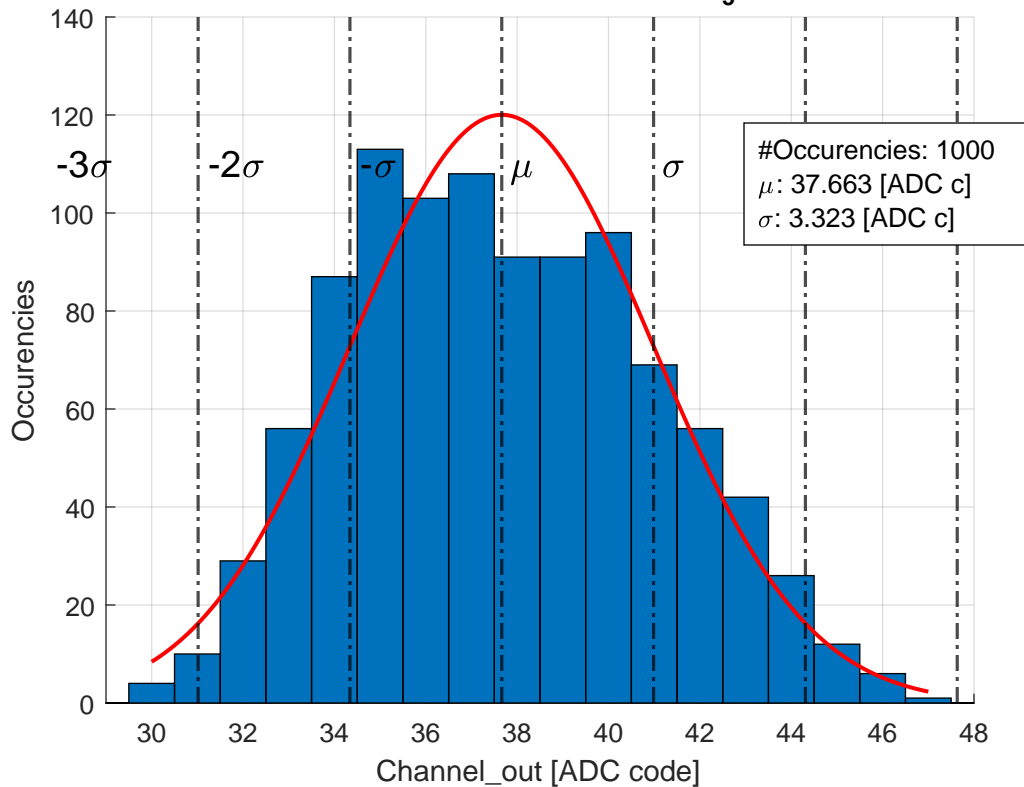 140
120
100
80
60
40
20
0
Occurencies
-3σ
-2σ
-σ
μ
σ
#Occurencies: 1000
μ: 37.663 [ADC c]
σ: 3.323 [ADC c]
30 32 34 36 38 40 42 44 46 48
Channel_out [ADC code]